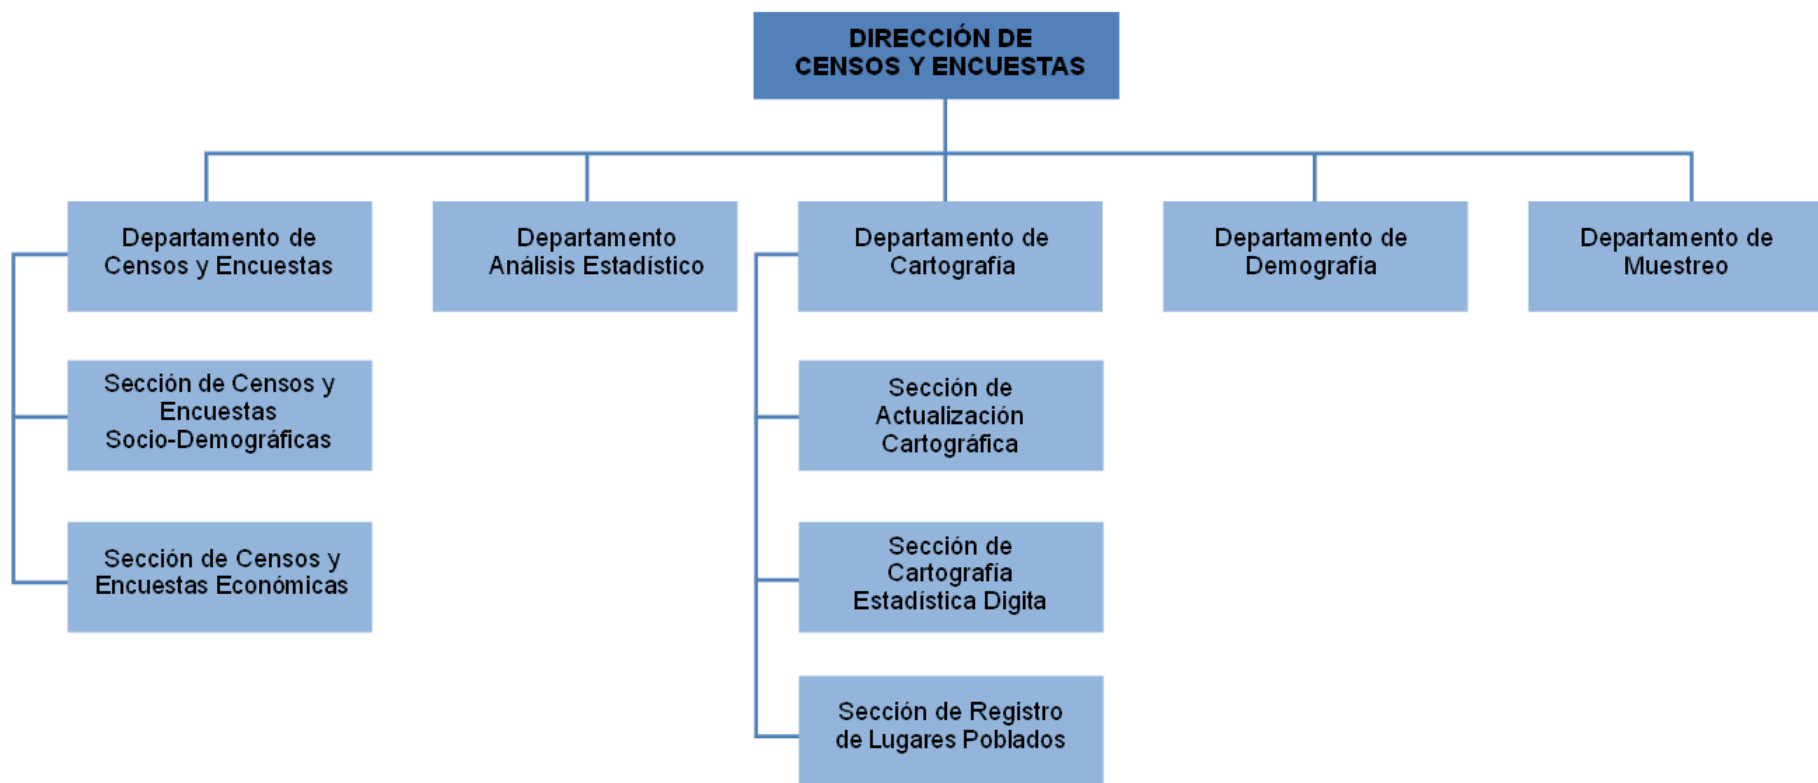 DIRECCIÓN DE
CENSOS Y ENCUESTAS
Departamento de
Censos y Encuestas
Departamento
Análisis Estadístico
Departamento de
Cartografía
Departamento de
Demografía
Departamento de
Muestreo
Sección de Censos y
Encuestas
Socio-Demográficas
Sección de
Actualización
Cartográfica
Sección de Censos y
Encuestas Económicas
Sección de
Cartografía
Estadística Digita
Sección de Registro
de Lugares Poblados